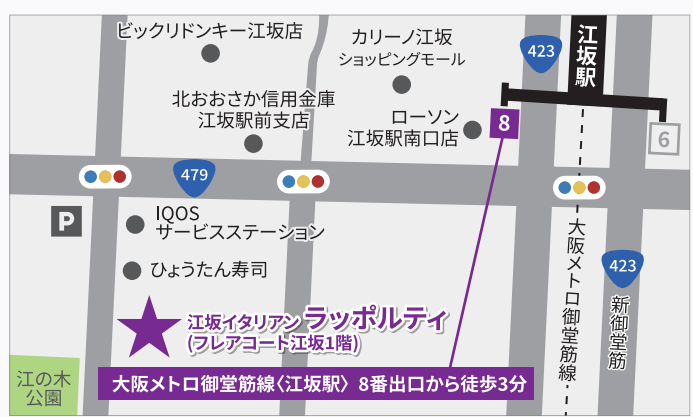 ビックリドンキー江坂店
カリーノ江坂
ショッピングモール
423
江坂駅
北おおさか信用金庫
江坂駅前支店
ローソン
江坂駅南口店
8
6
479
P
IQOS
サービスステーション
ひょうたん寿司
大阪メトロ御堂筋線
423
新御堂筋
江坂イタリアン ラッポルティ
(フレアコート江坂1階)
江の木
公園
大阪メトロ御堂筋線〈江坂駅〉 8番出口から徒歩3分